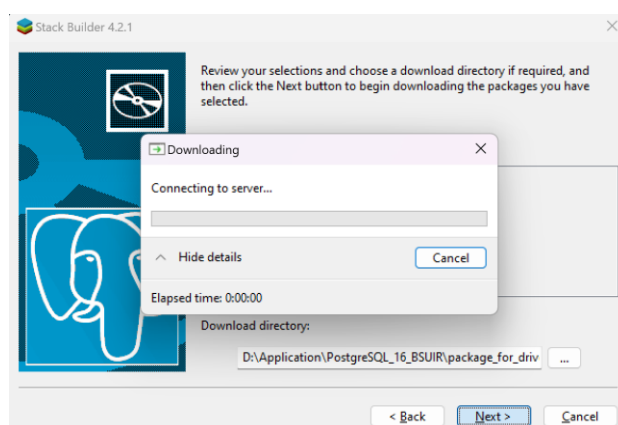 Stack Builder 4.2.1
Review your selections and choose a download directory if required, and
then click the Next button to begin downloading the packages you have
selected.
Downloading
Connecting to server...
Hide details
Cancel
Elapsed time: 0:00:00
Download directory:
D:\Application\PostgreSQL_16_BSUIR\package_for_driv
...
< Back
Next >
Cancel